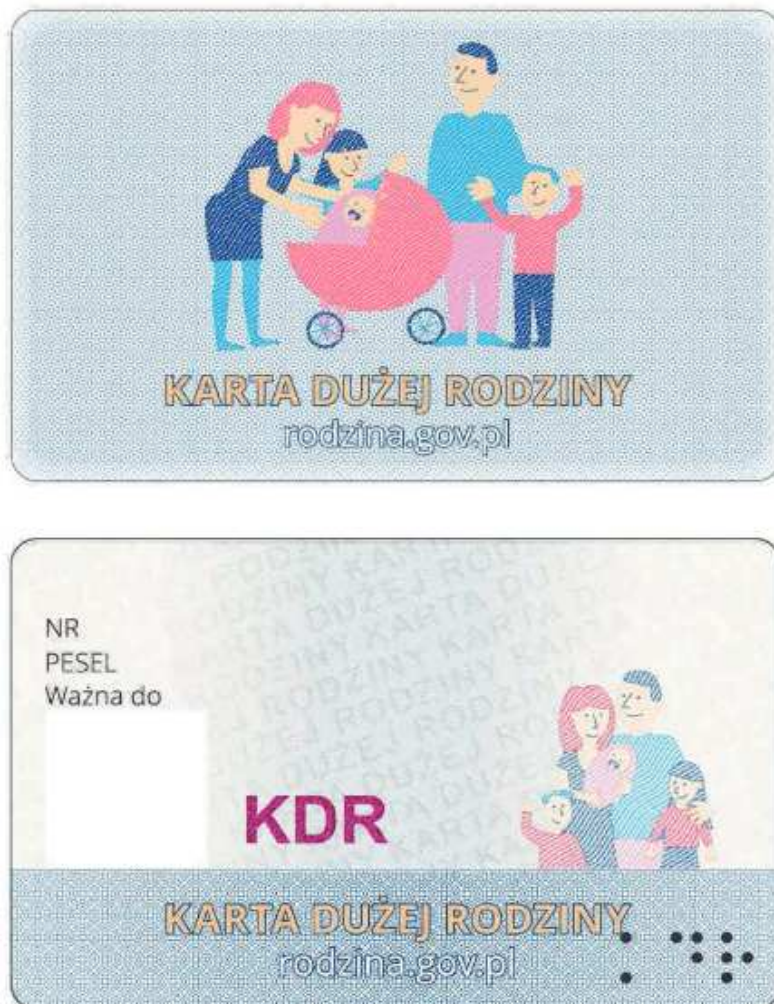 KARTA DUŻEJ RODZINY
rodzina.gov.pl
NR
PESEL
Ważna do
KDR
KARTA DUŻEJ RODZINY
rodzina.gov.pl